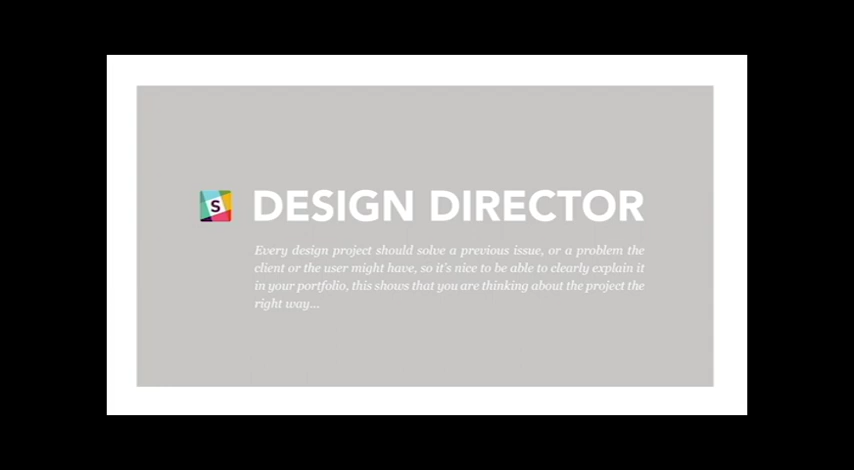 S DESIGN DIRECTOR
Every design project should solve a previous issue, or a problem the
client or the user might have, so it's nice to be able to clearly explain it
in your portfolio, this shows that you are thinking about the project the
right way...